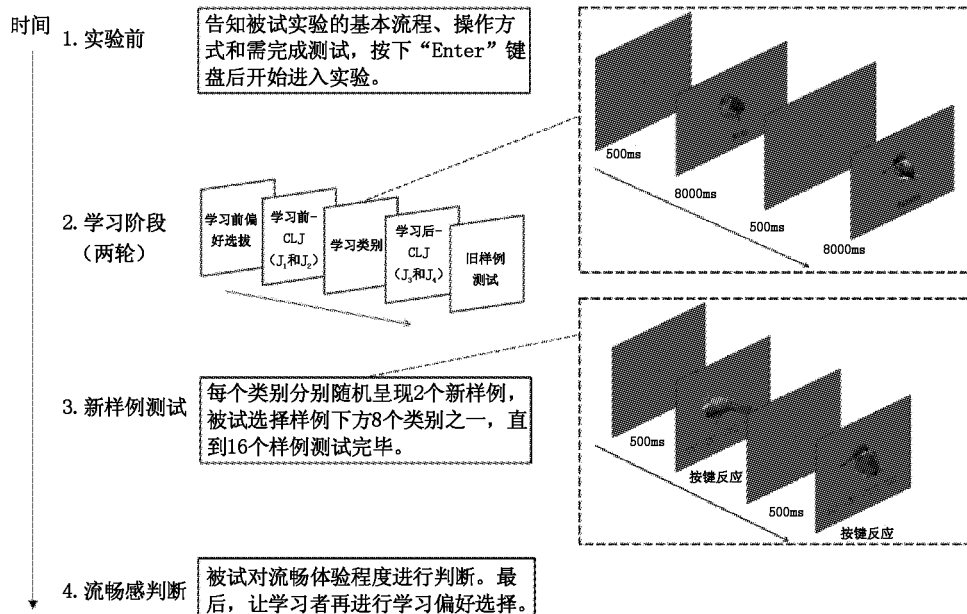 时间
1. 实验前
告知被试实验的基本流程、操作方
式和需完成测试，按下“Enter”键
盘后开始进入实验。
500ms
8000ms
500ms
8000ms
2. 学习阶段
（两轮）
学习前偏
好选拔
学习前-
CLJ
（J₁和J₂）
学习类别
学习后-
CLJ
（J₃和J₄）
旧样例
测试
3. 新样例测试
每个类别分别随机呈现2个新样例，
被试选择样例下方8个类别之一，直
到16个样例测试完毕。
500ms
按键反应
500ms
按键反应
4. 流畅感判断
被试对流畅体验程度进行判断。最
后，让学习者再进行学习偏好选择。